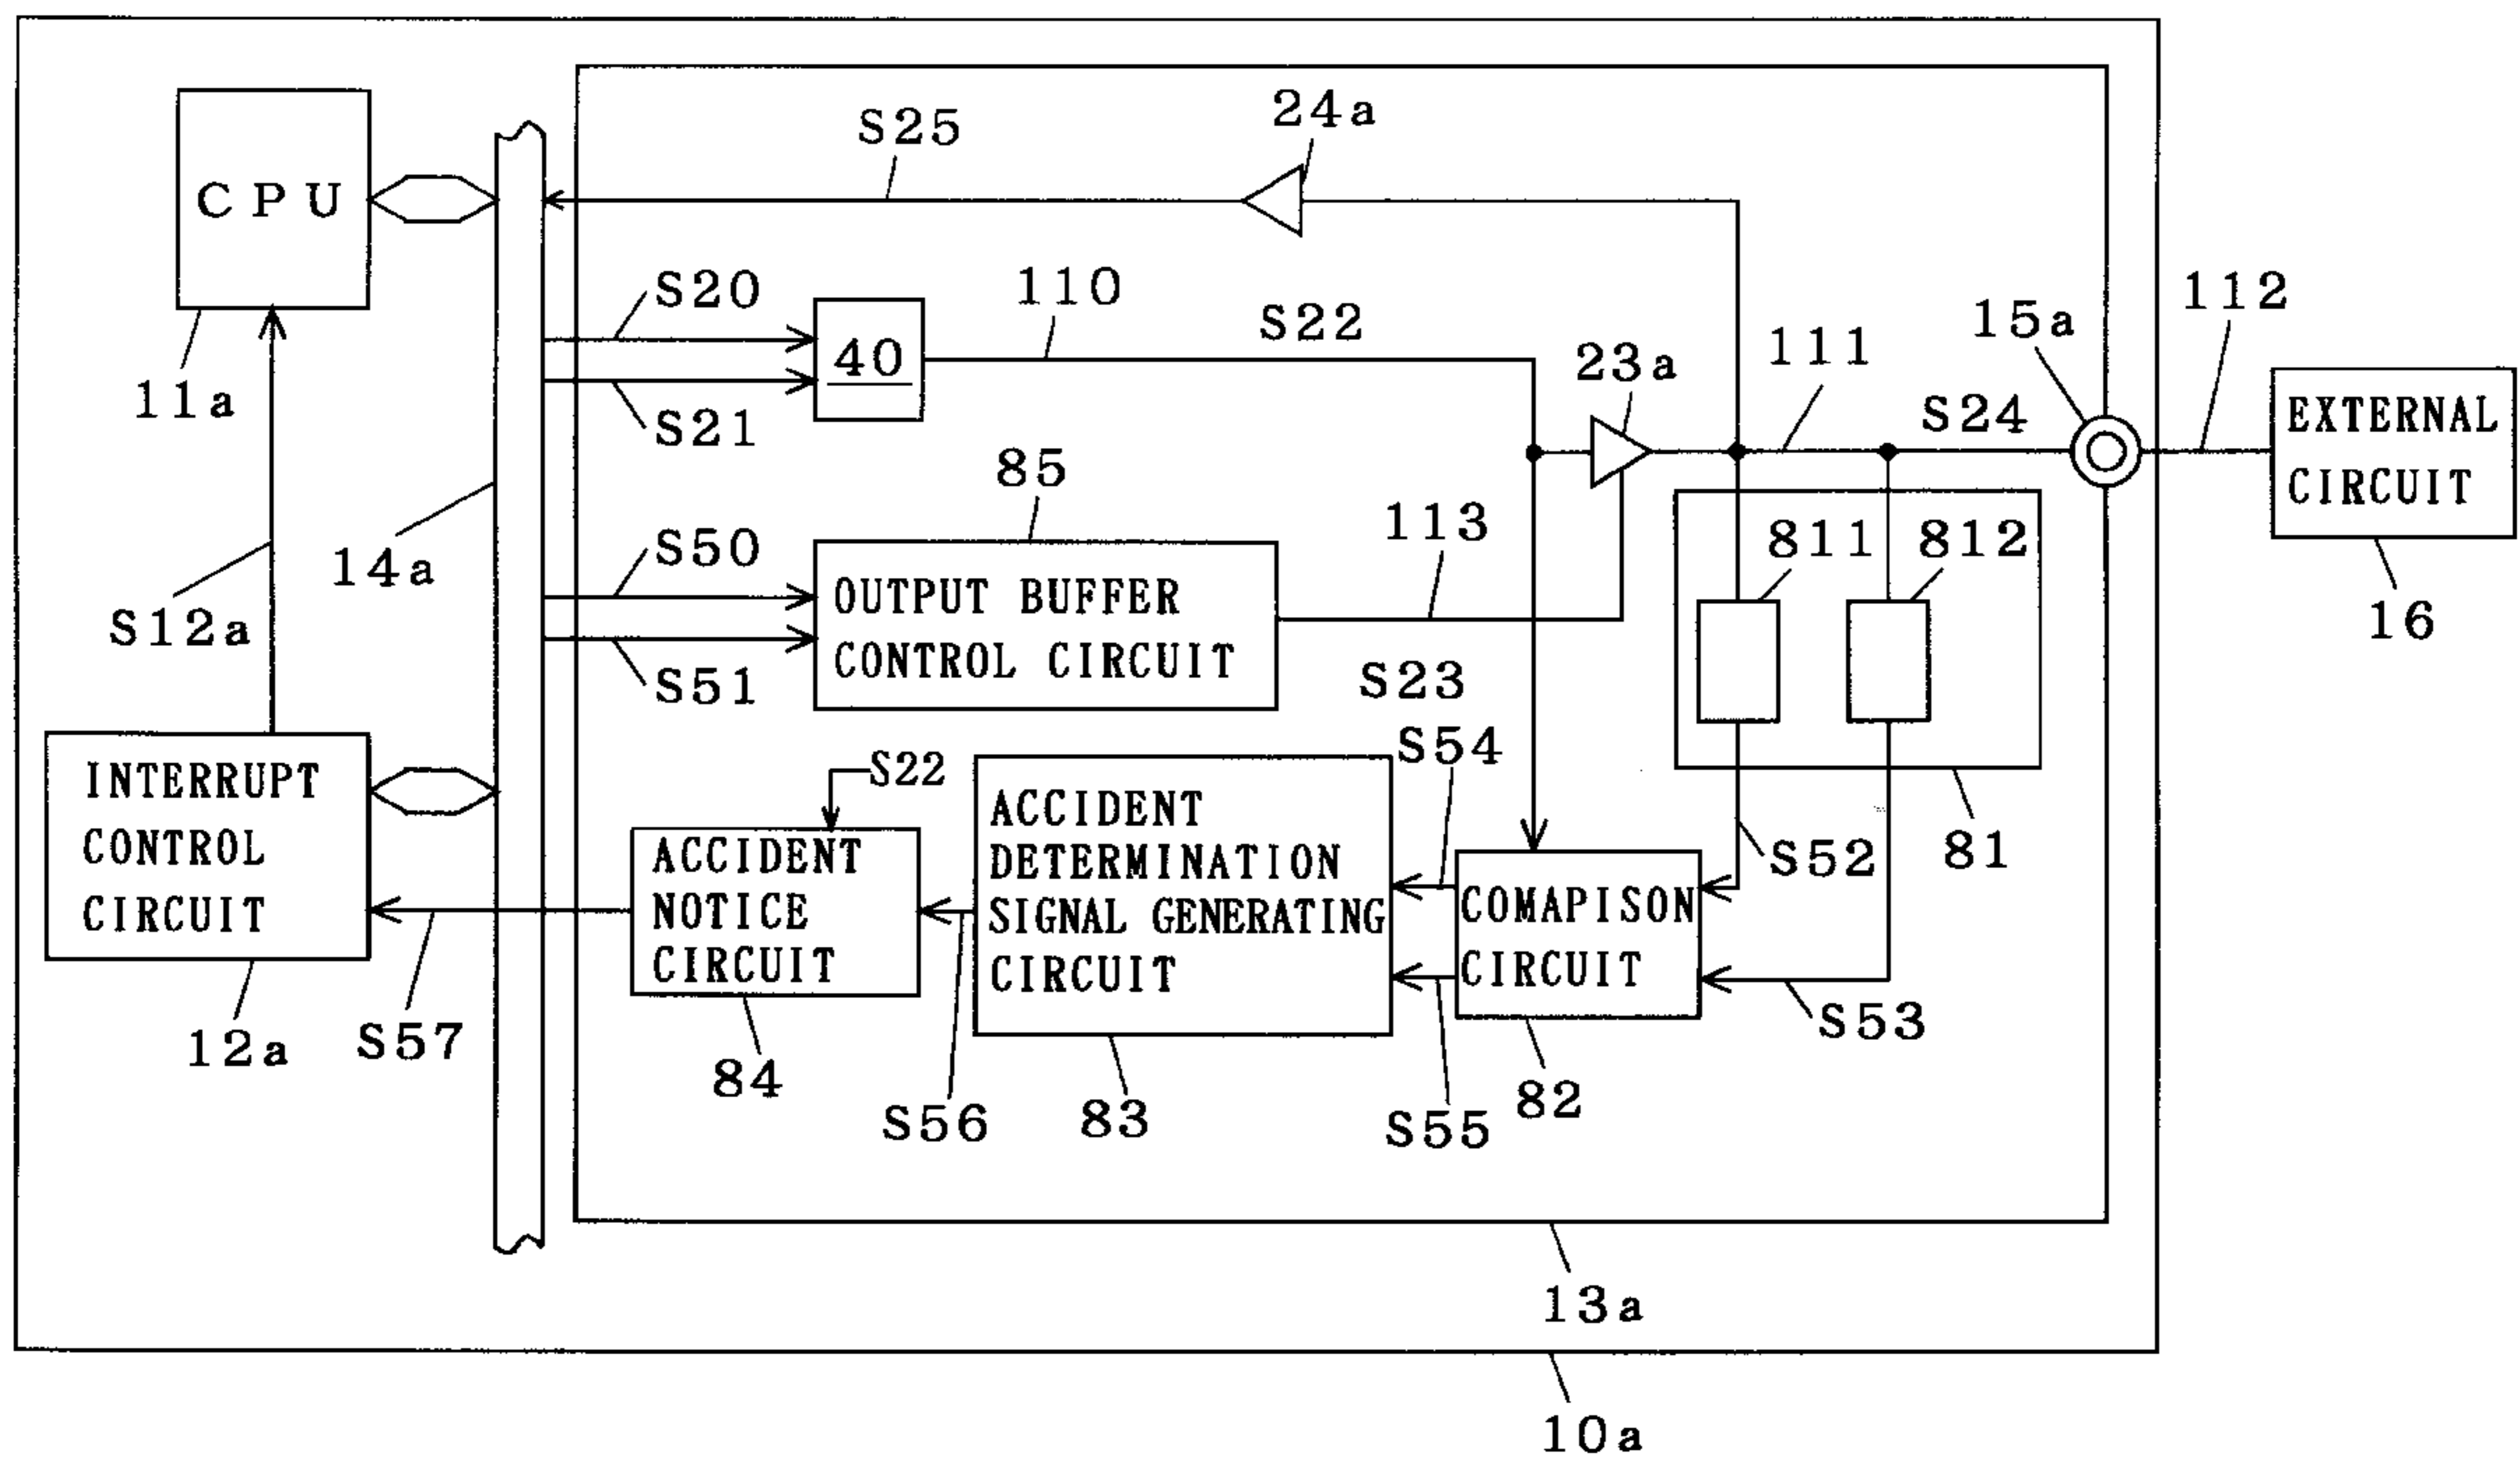 24a
S25
CPU
S20
110
S22
15a
112
40
23a
111
11a
S21
S24
EXTERNAL
CIRCUIT
85
113
S50
811
812
14a
OUTPUT BUFFER
CONTROL CIRCUIT
S12a
16
S51
S23
S54
INTERRUPT
CONTROL
CIRCUIT
S22
ACCIDENT
DETERMINATION
SIGNAL GENERATING
CIRCUIT
ACCIDENT
NOTICE
CIRCUIT
S52
81
COMAPISON
CIRCUIT
12a
S57
84
S56
83
S55
82
S53
13a
10a